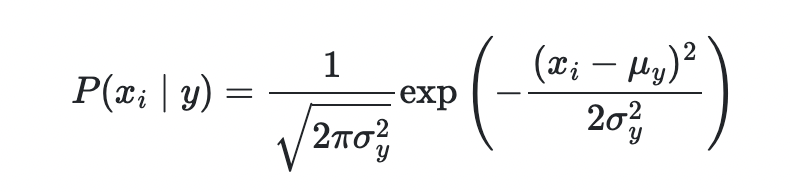 P(x_i | y) = \frac{1}{\sqrt{2\pi\sigma_y^2}} \exp\left(-\frac{(x_i - \mu_y)^2}{2\sigma_y^2}\right)